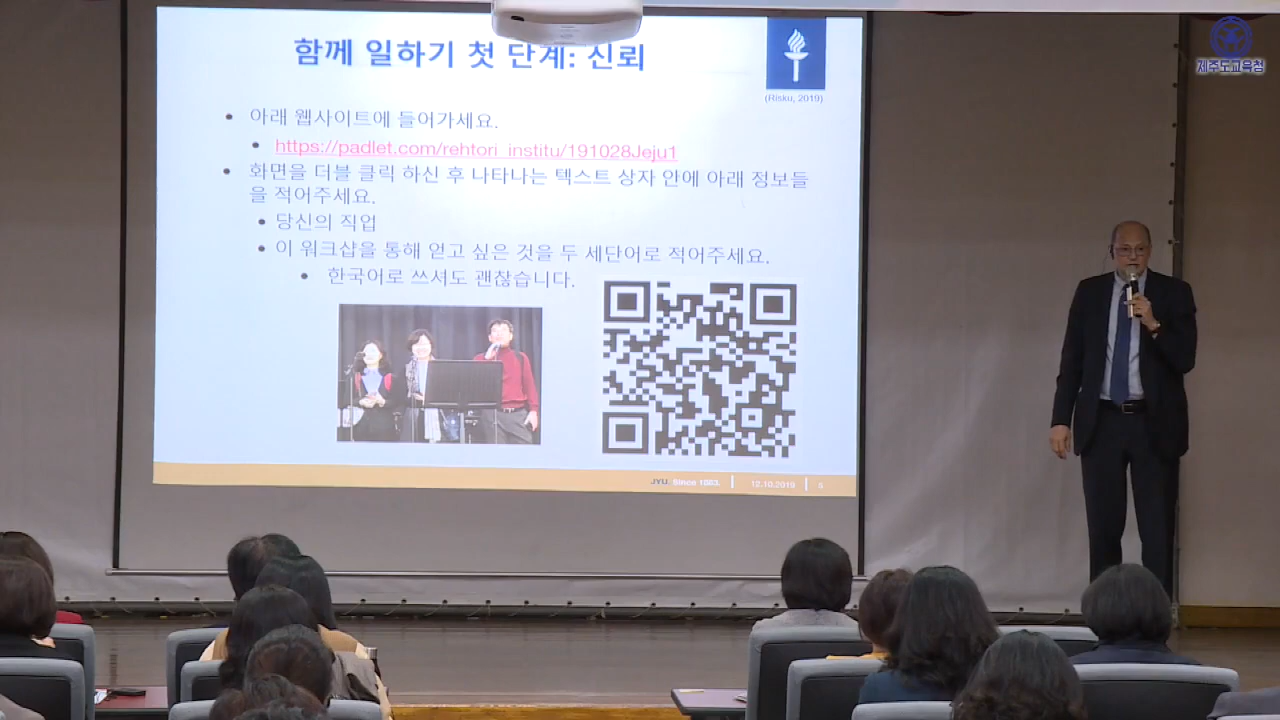 제주도교육청
함께 일하기 첫 단계: 신뢰
(Risku, 2019)
• 아래 웹사이트에 들어가세요.
• https://padlet.com/rehtori_institu/191028Jeju1
• 화면을 더블 클릭 하신 후 나타나는 텍스트 상자 안에 아래 정보들
을 적어주세요.
• 당신의 직업
• 이 워크샵을 통해 얻고 싶은 것을 두 세단어로 적어주세요.
• 한국어로 쓰셔도 괜찮습니다.
JYU. Since 1863.
12.10.2019
5